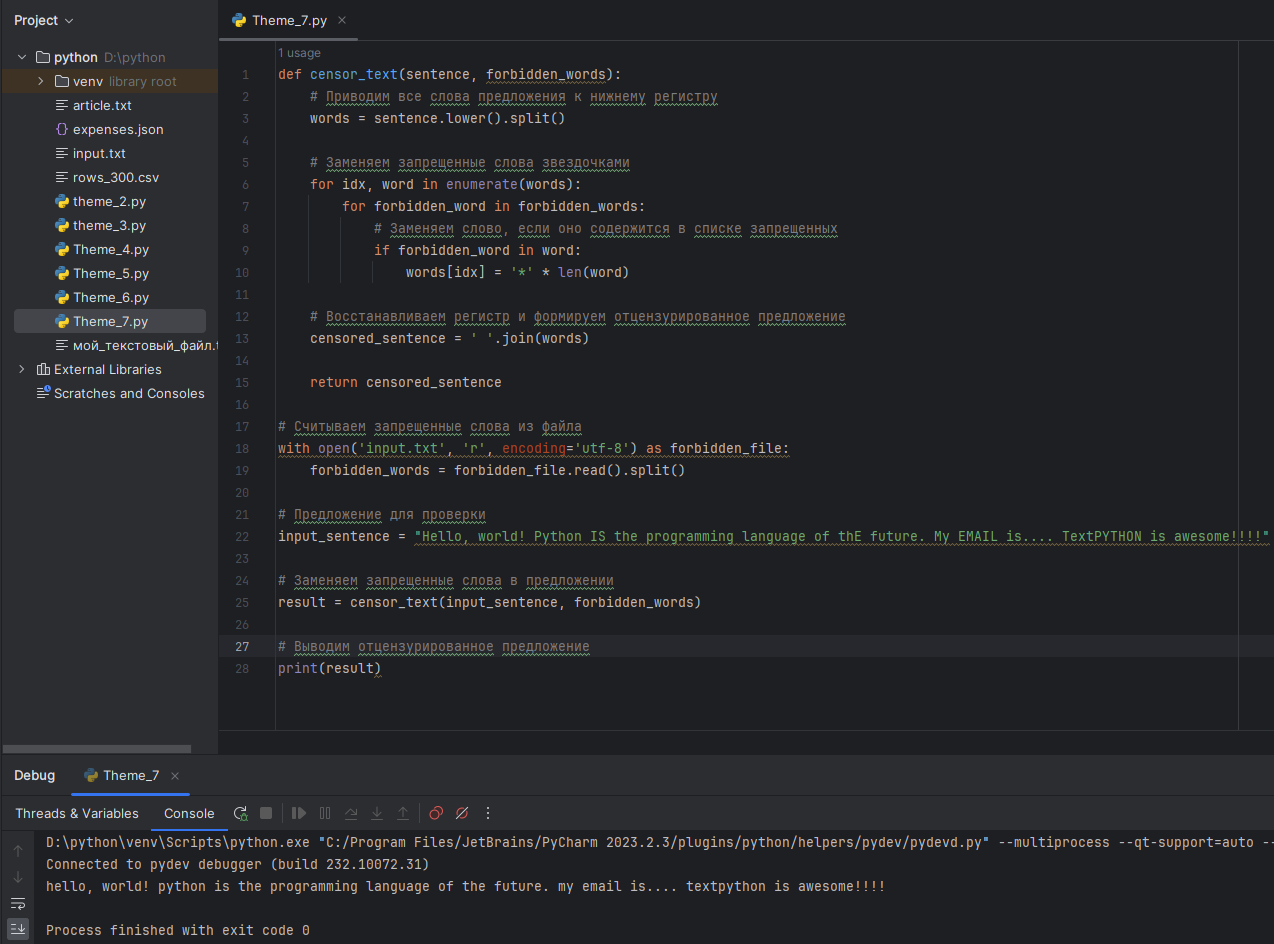 Project
Theme_7.py
python D:\python
venv library root
article.txt
expenses.json
input.txt
rows_300.csv
theme_2.py
theme_3.py
Theme_4.py
Theme_5.py
Theme_6.py
Theme_7.py
мой_текстовый_файл.t
External Libraries
Scratches and Consoles
1 usage
1 def censor_text(sentence, forbidden_words):
2 # Приводим все слова предложения к нижнему регистру
3 words = sentence.lower().split()
4
5 # Заменяем запрещенные слова звездочками
6 for idx, word in enumerate(words):
7 for forbidden_word in forbidden_words:
8 # Заменяем слово, если оно содержится в списке запрещенных
9 if forbidden_word in word:
10 words[idx] = '*' * len(word)
11
12 # Восстанавливаем регистр и формируем отцензурированное предложение
13 censored_sentence = ' '.join(words)
14
15 return censored_sentence
16
17 # Считываем запрещенные слова из файла
18 with open('input.txt', 'r', encoding='utf-8') as forbidden_file:
19 forbidden_words = forbidden_file.read().split()
20
21 # Предложение для проверки
22 input_sentence = "Hello, world! Python IS the programming language of thE future. My EMAIL is.... TextPYTHON is awesome!!!!"
23
24 # Заменяем запрещенные слова в предложении
25 result = censor_text(input_sentence, forbidden_words)
26
27 # Выводим отцензурированное предложение
28 print(result)
Debug Theme_7
Threads & Variables Console
D:\python\venv\Scripts\python.exe "C:/Program Files/JetBrains/PyCharm 2023.2.3/plugins/python/helpers/pydev/pydevd.py" --multiprocess --qt-support=auto --
Connected to pydev debugger (build 232.10072.31)
hello, world! python is the programming language of the future. my email is.... textpython is awesome!!!!
Process finished with exit code 0